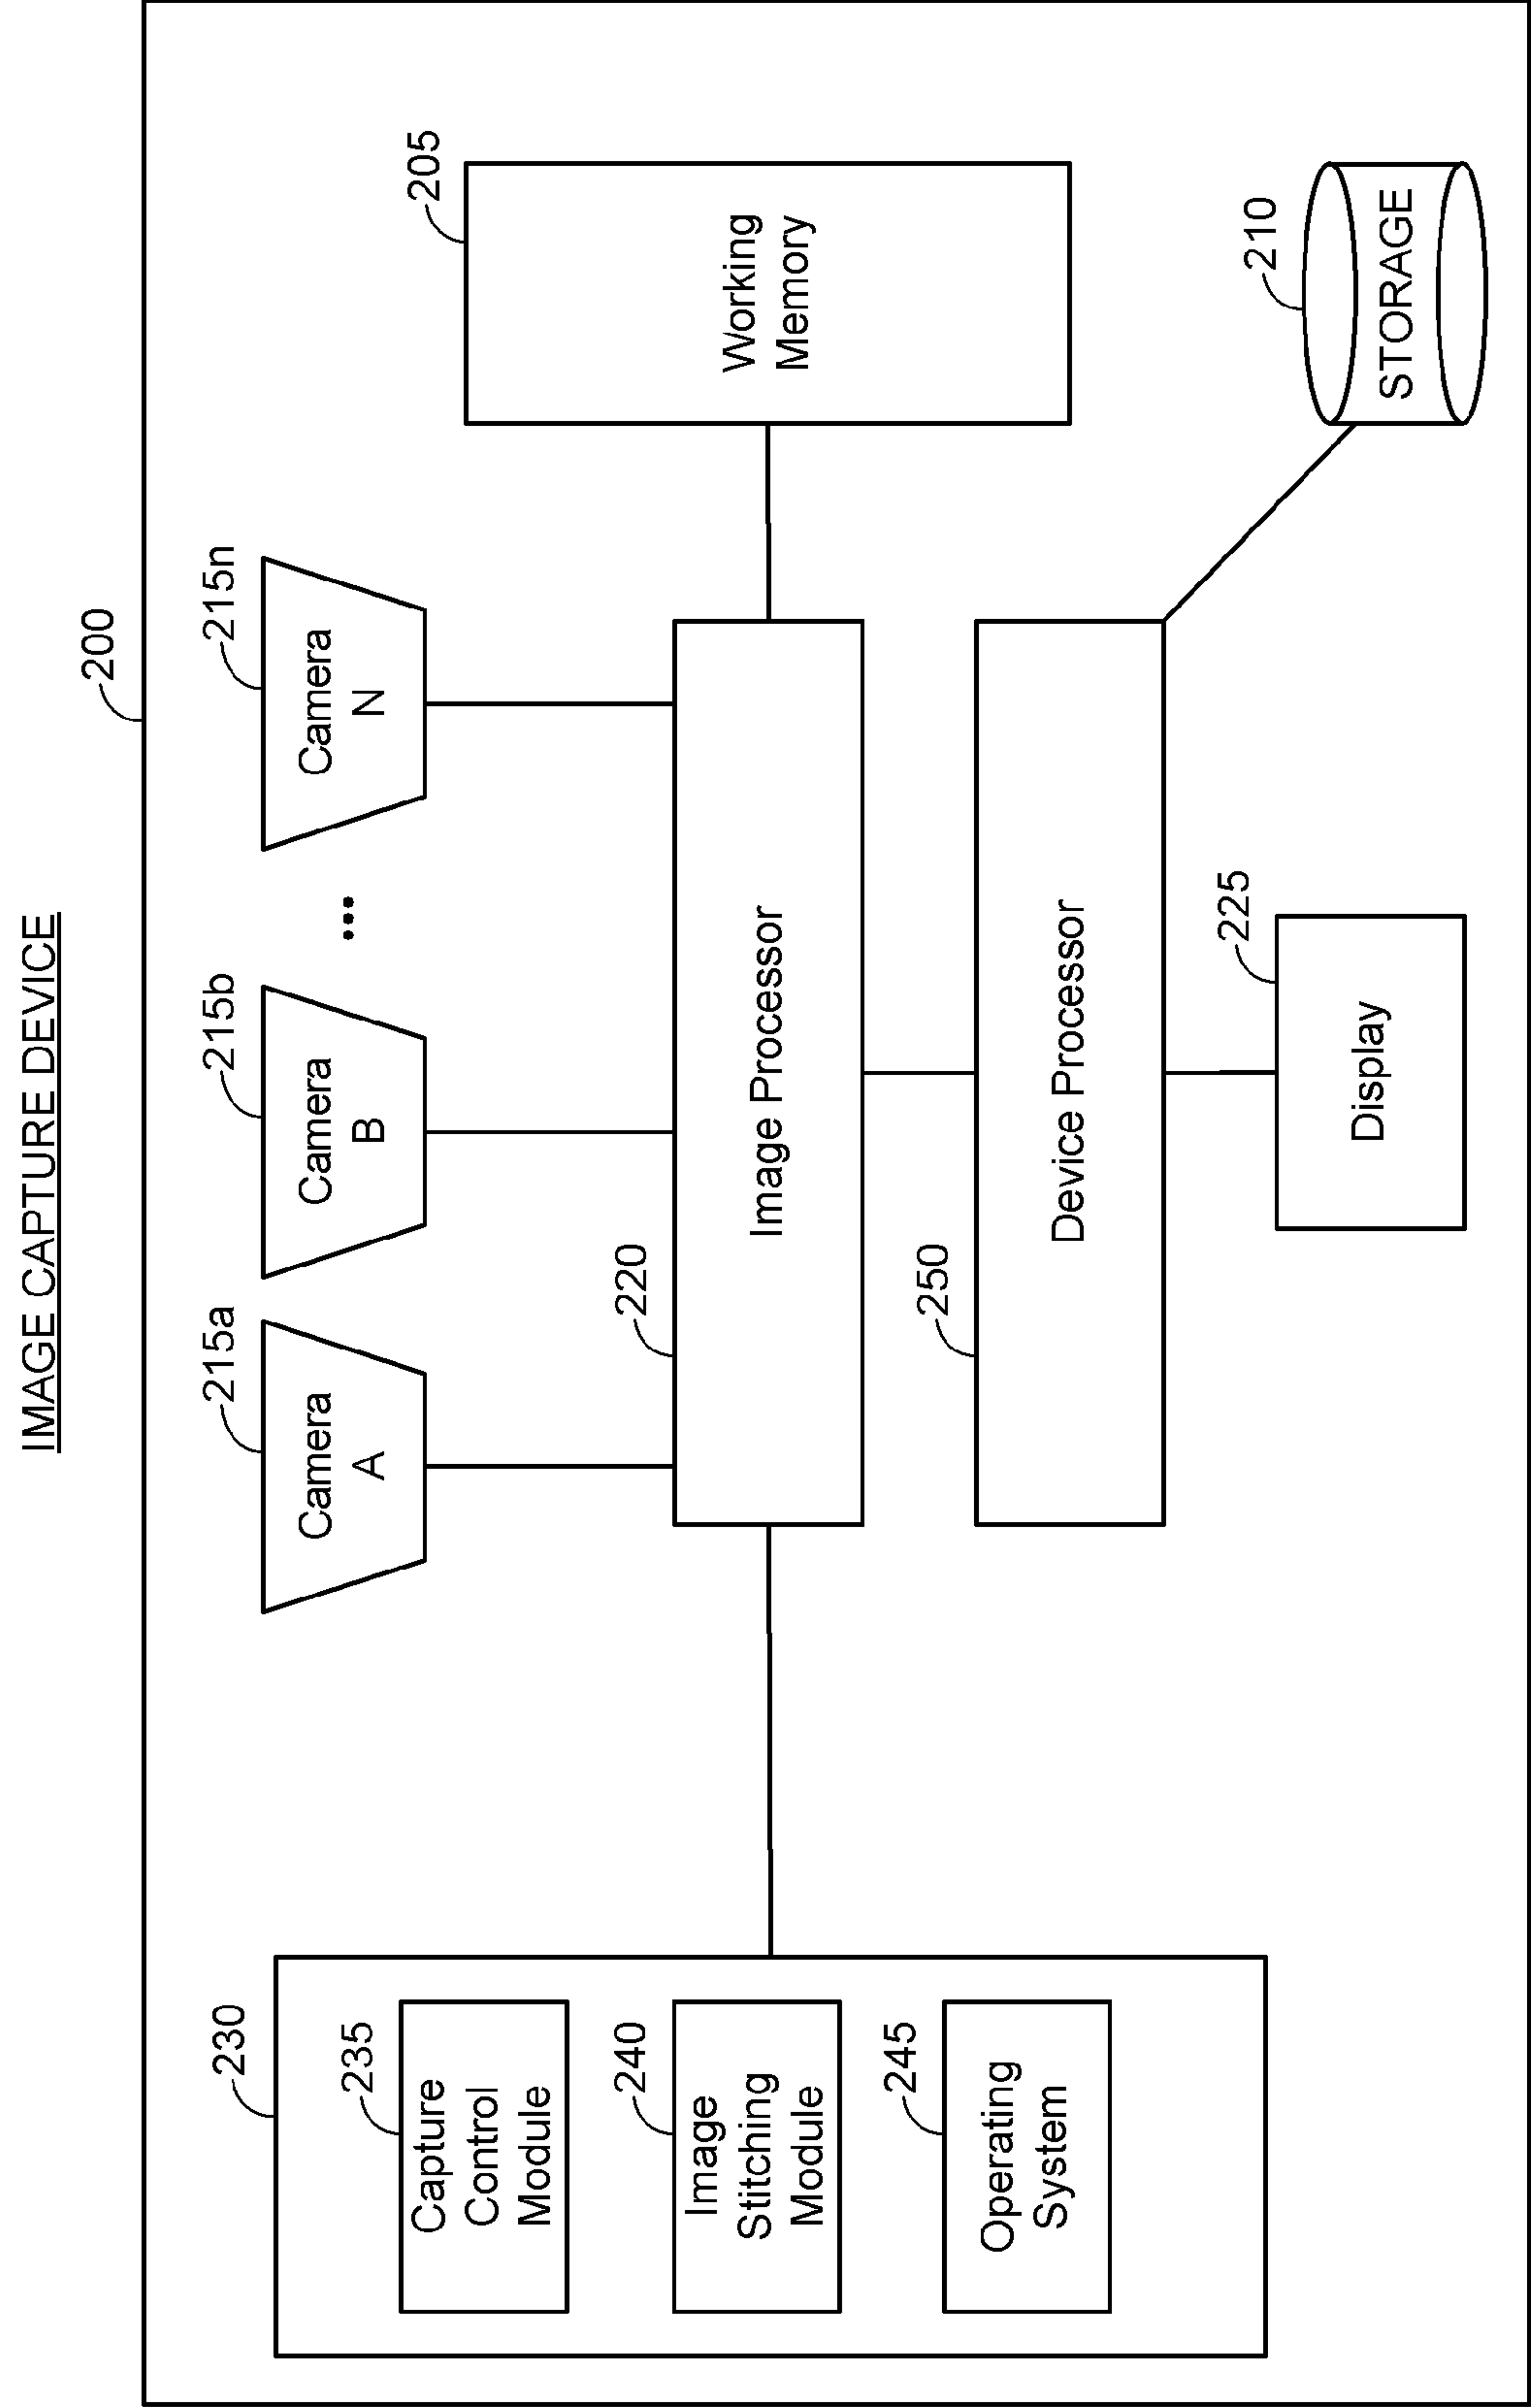 IMAGE CAPTURE DEVICE
200
215a
215b
215n
Camera
A
Camera
B
...
Camera
N
205
Working
Memory
230
235
Capture
Control
Module
240
Image
Stitching
Module
245
Operating
System
220
Image Processor
250
Device Processor
225
Display
210
STORAGE